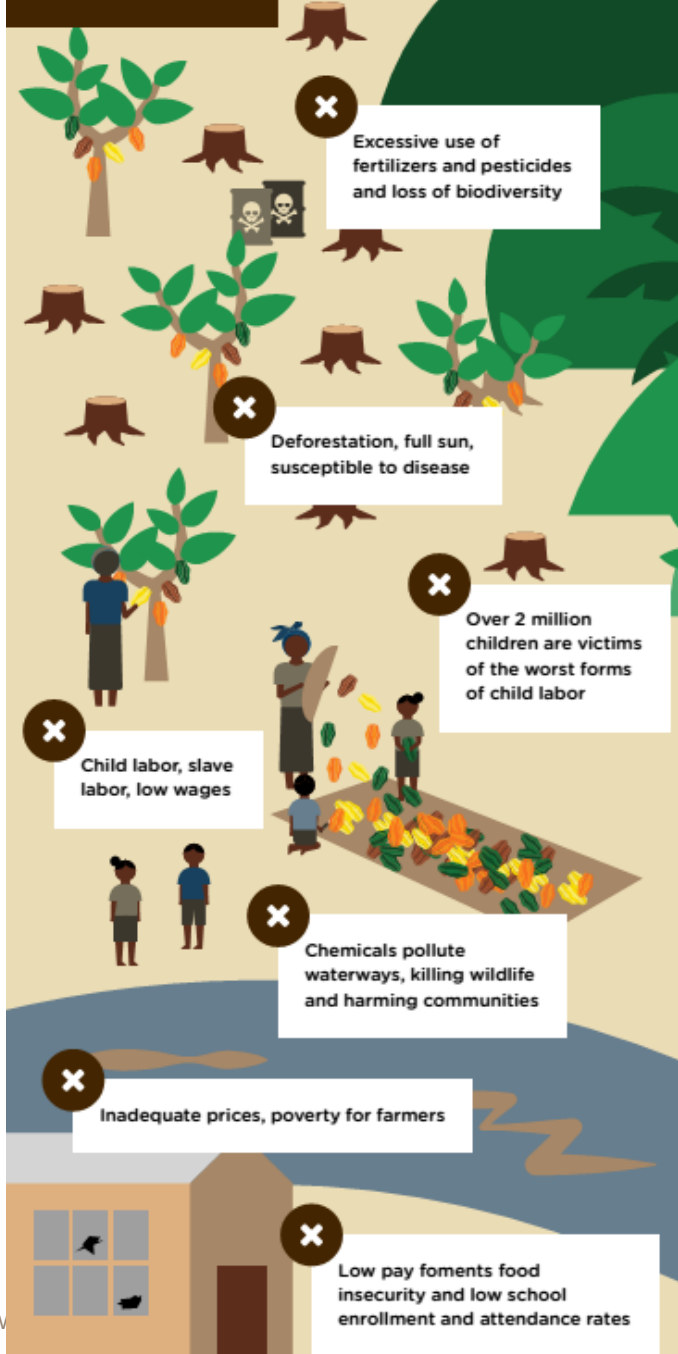 Excessive use of
fertilizers and pesticides
and loss of biodiversity
Deforestation, full sun,
susceptible to disease
Over 2 million
children are victims
of the worst forms
of child labor
Child labor, slave
labor, low wages
Chemicals pollute
waterways, killing wildlife
and harming communities
Inadequate prices, poverty for farmers
Low pay foments food
insecurity and low school
enrollment and attendance rates